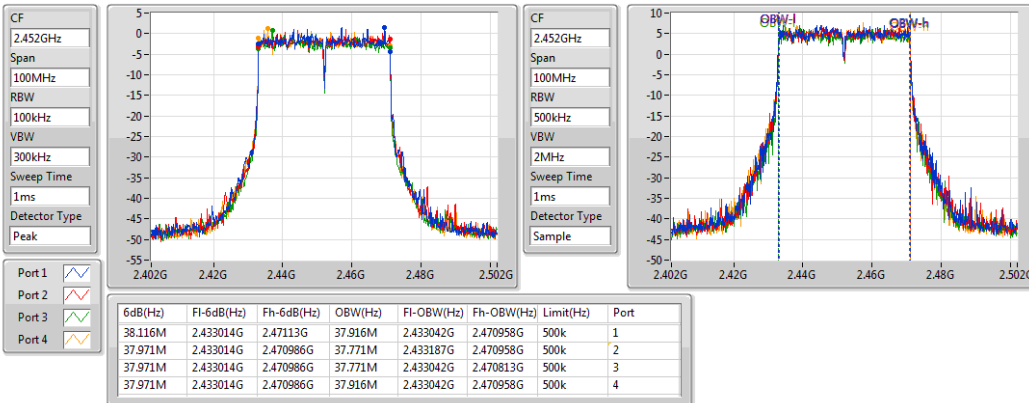 CF
2.452GHz
Span
100MHz
RBW
100kHz
VBW
300kHz
Sweep Time
1ms
Detector Type
Peak
5
0
-5
-10
-15
-20
-25
-30
-35
-40
-45
-50
-55
2.402G 2.42G 2.44G 2.46G 2.48G 2.502G
CF
2.452GHz
Span
100MHz
RBW
500kHz
VBW
2MHz
Sweep Time
1ms
Detector Type
Sample
OBW-l OBW-h
10
5
0
-5
-10
-15
-20
-25
-30
-35
-40
-45
-50
2.402G 2.42G 2.44G 2.46G 2.48G 2.502G
Port 1
Port 2
Port 3
Port 4
6dB(Hz) Fl-6dB(Hz) Fh-6dB(Hz) OBW(Hz) Fl-OBW(Hz) Fh-OBW(Hz) Limit(Hz) Port
38.116M 2.433014G 2.47113G 37.916M 2.433042G 2.470958G 500k 1
37.971M 2.433014G 2.470986G 37.771M 2.433187G 2.470958G 500k 2
37.971M 2.433014G 2.470986G 37.771M 2.433042G 2.470813G 500k 3
37.971M 2.433014G 2.470986G 37.916M 2.433042G 2.470958G 500k 4